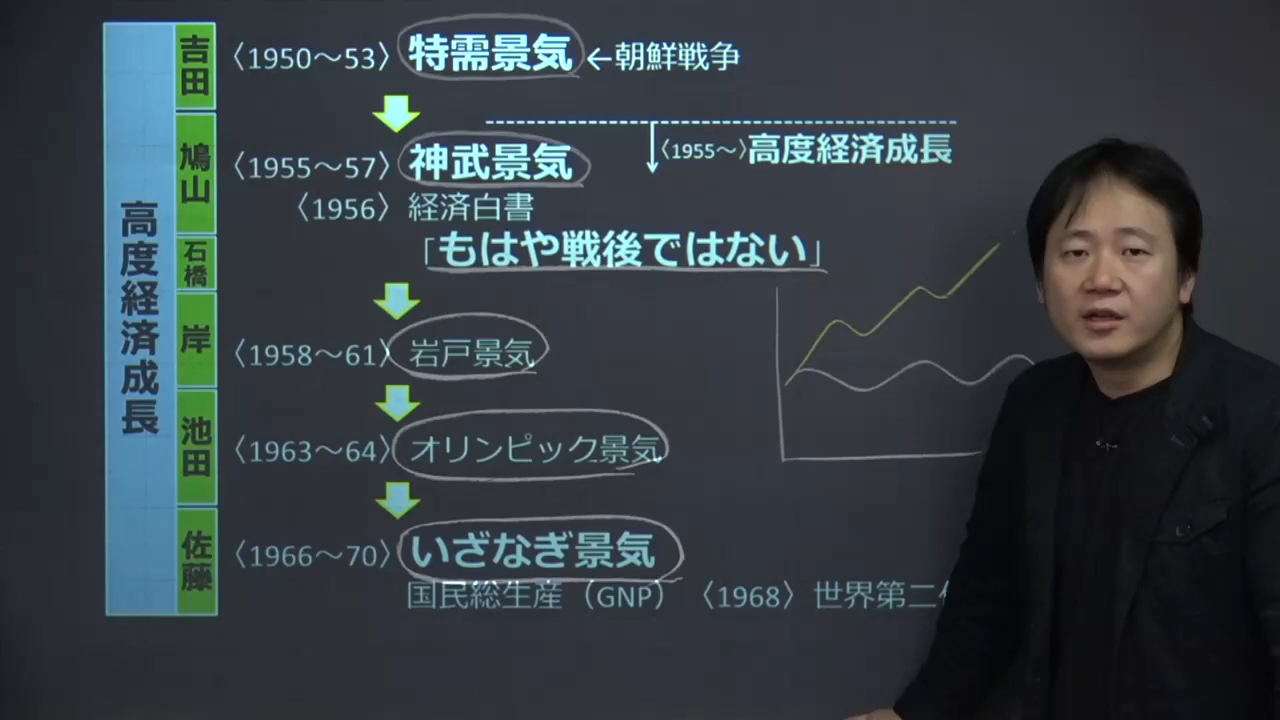 高度経済成長
吉田
〈1950～53〉特需景気←朝鮮戦争
鳩山
〈1955～〉高度経済成長
〈1955～57〉神武景気
〈1956〉経済白書
「もはや戦後ではない」
石橋
岸
〈1958～61〉岩戸景気
池田
〈1963～64〉オリンピック景気
佐藤
〈1966～70〉いざなぎ景気
国民総生産（GNP）〈1968〉世界第二